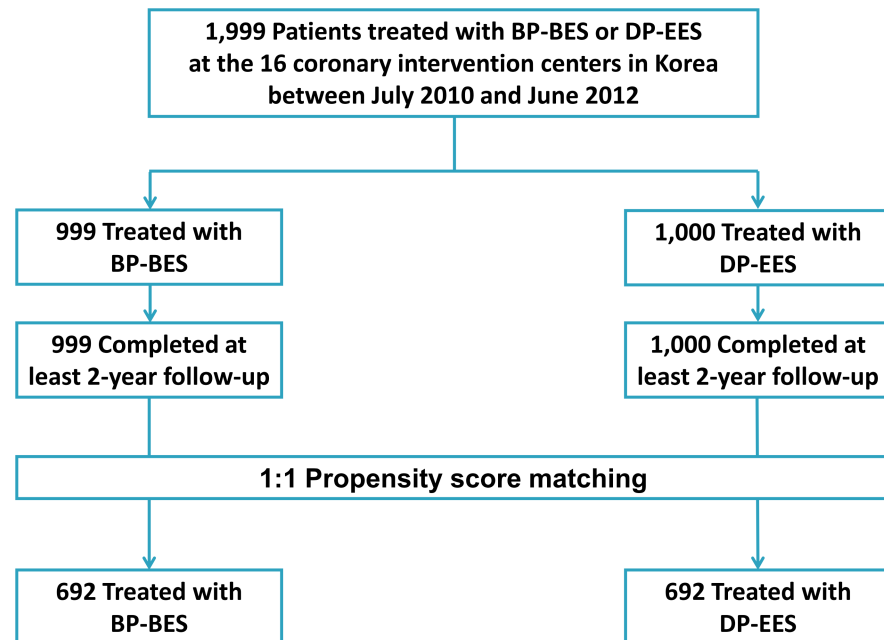 1,999 Patients treated with BP-BES or DP-EES
at the 16 coronary intervention centers in Korea
between July 2010 and June 2012
999 Treated with
BP-BES
1,000 Treated with
DP-EES
999 Completed at
least 2-year follow-up
1,000 Completed at
least 2-year follow-up
1:1 Propensity score matching
692 Treated with
BP-BES
692 Treated with
DP-EES